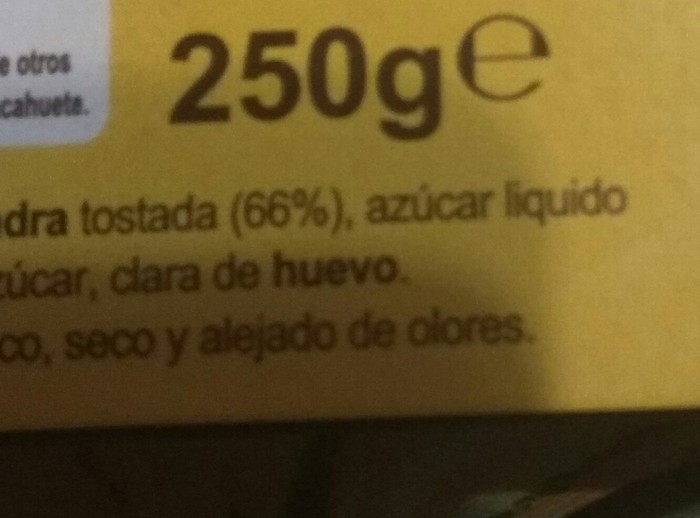 e otros
cahuete.
250g e
dra tostada (66%), azúcar liquido
zúcar, clara de huevo.
co, seco y alejado de olores.